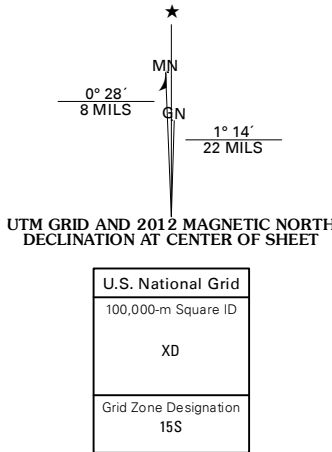 ★
MN
0° 28´
8 MILS
GN
1° 14´
22 MILS
UTM GRID AND 2012 MAGNETIC NORTH
DECLINATION AT CENTER OF SHEET
U.S. National Grid
100,000-m Square ID
XD
Grid Zone Designation
15S